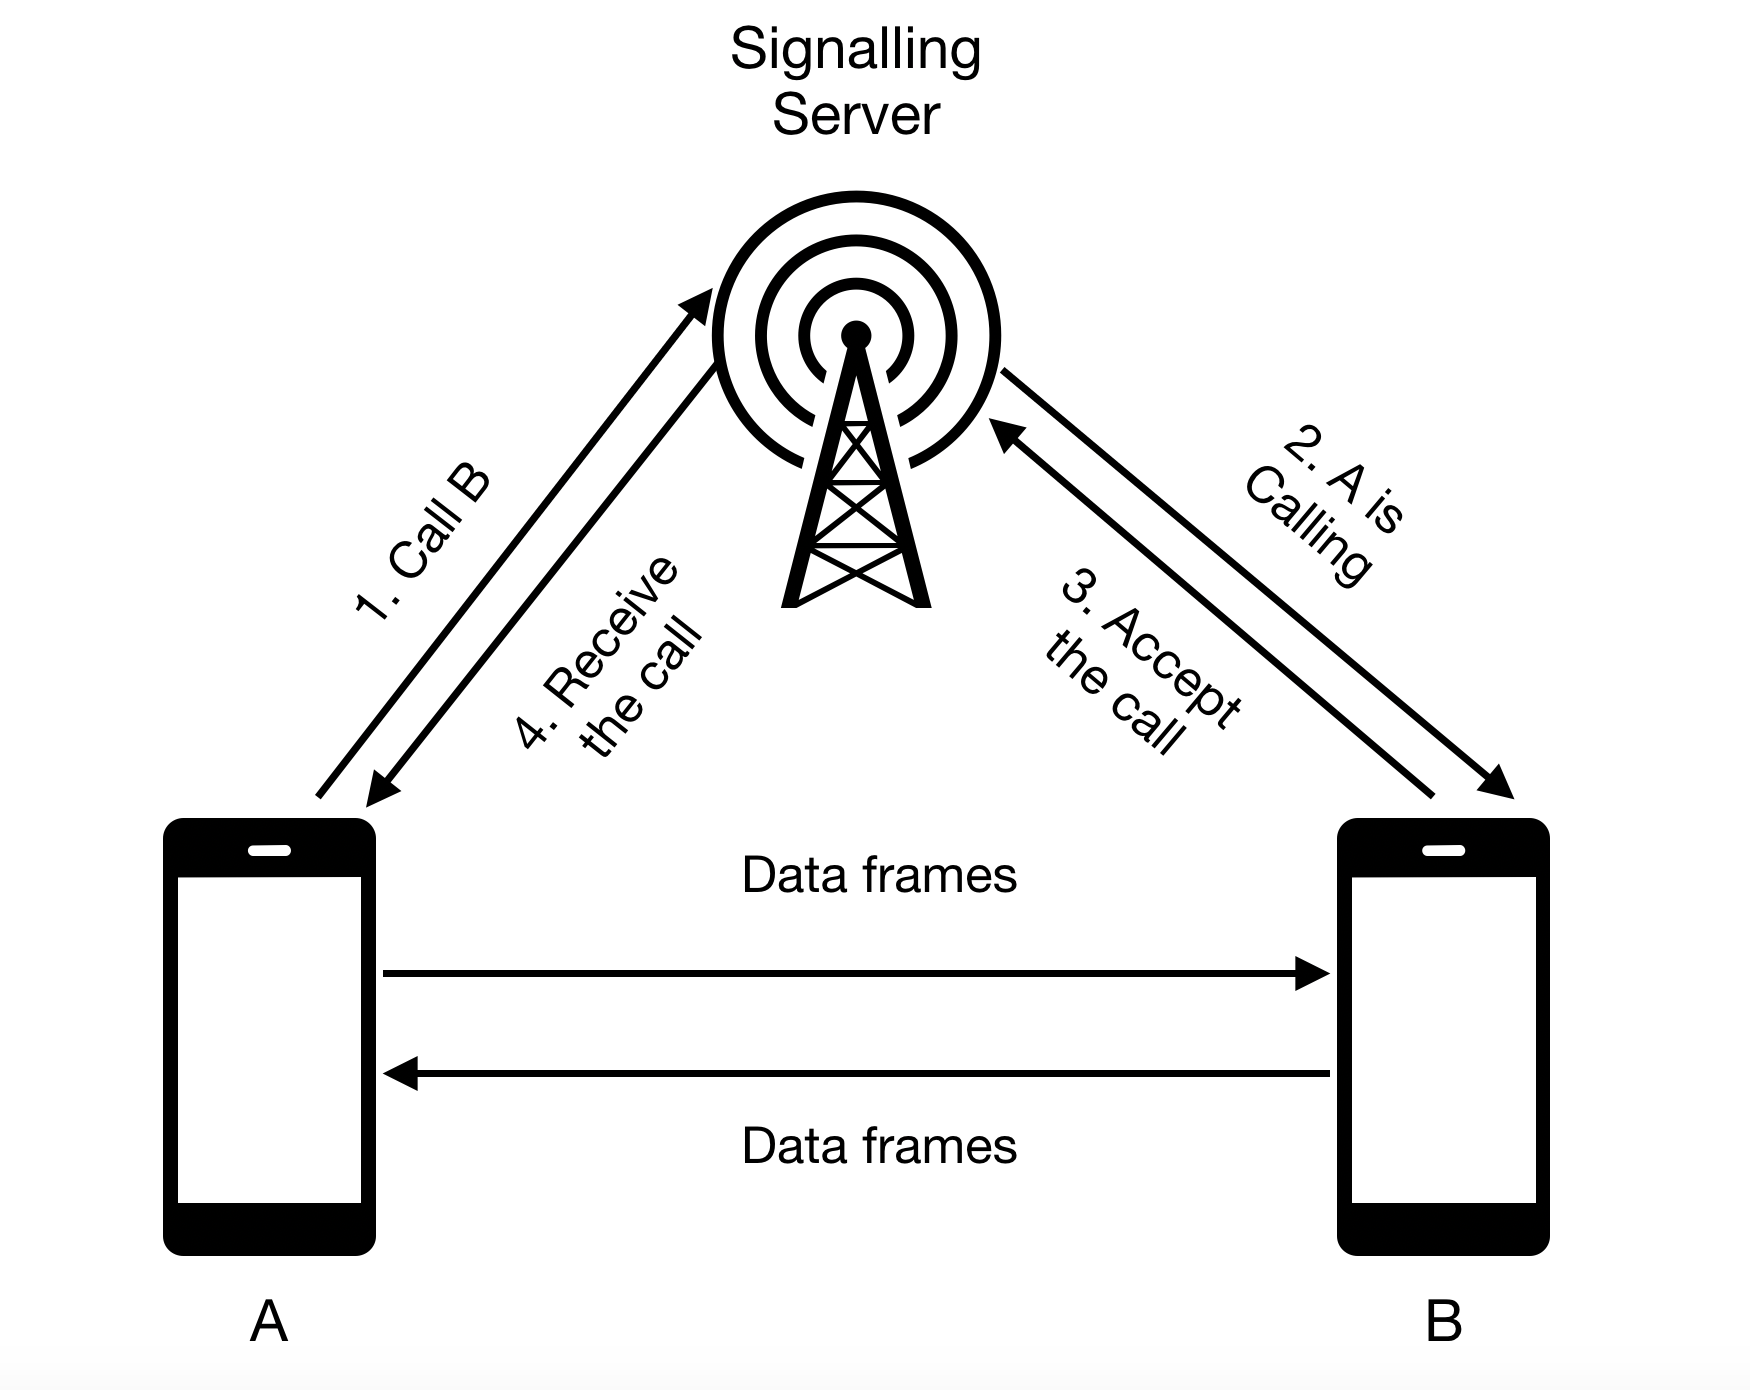 Signalling
Server
1. Call B
4. Receive
the call
2. A is
Calling
3. Accept
the call
Data frames
Data frames
A
B